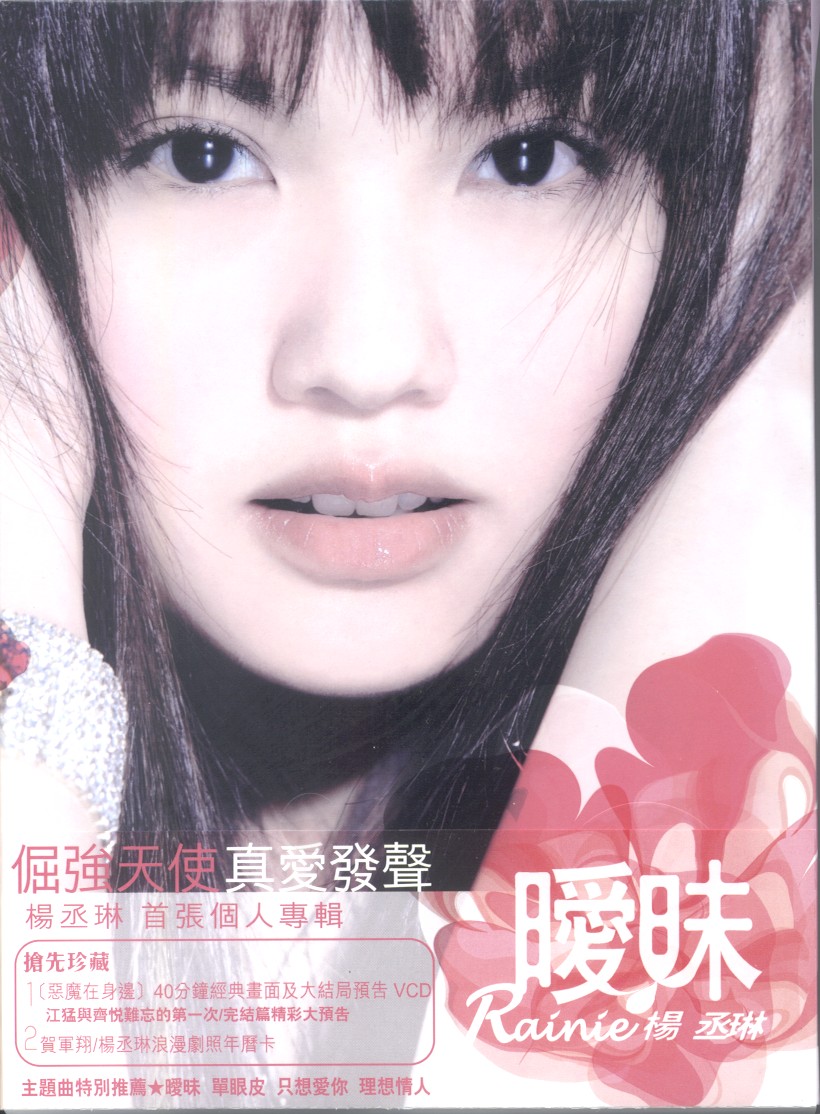 倔強天使真愛發聲
楊丞琳 首張個人專輯
搶先珍藏
1〔惡魔在身邊〕40分鐘經典畫面及大結局預告 VCD
江猛與齊悅難忘的第一次/完結篇精彩大預告
2賀軍翔/楊丞琳浪漫劇照年曆卡
主題曲特別推薦★曖昧 單眼皮 只想愛你 理想情人
曖昧
Rainie 楊丞琳